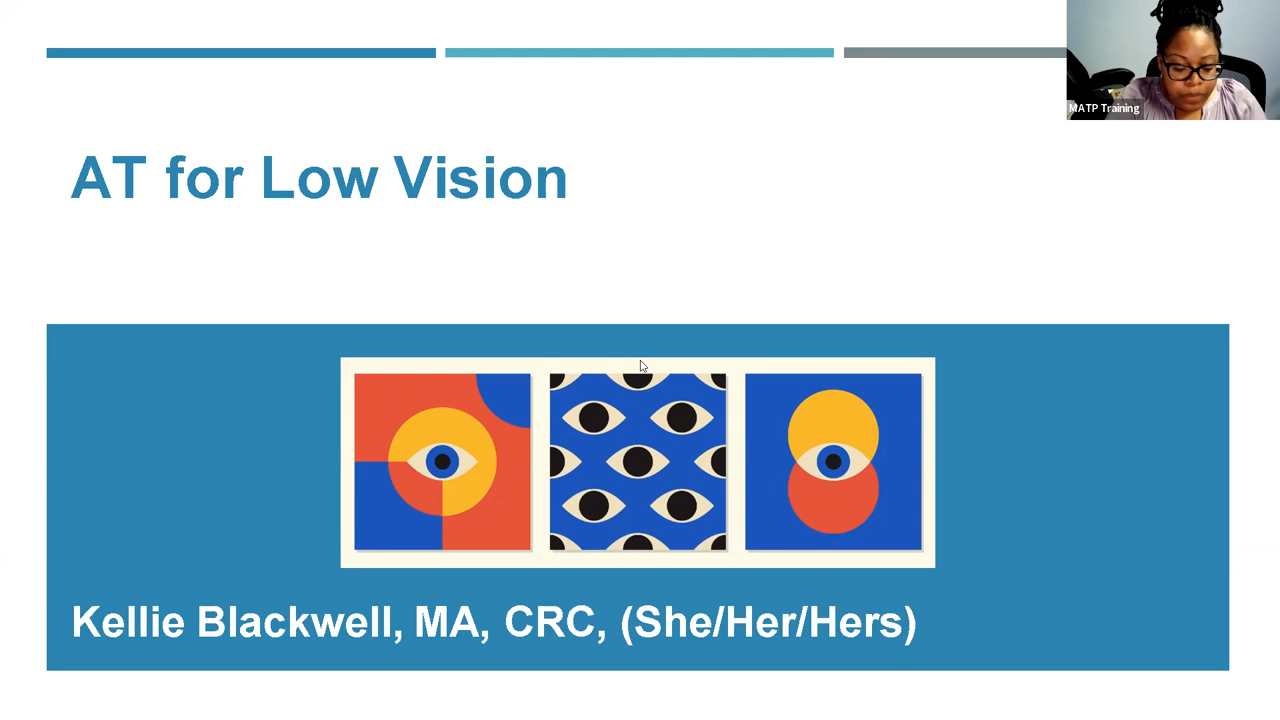 MATP Training
AT for Low Vision
Kellie Blackwell, MA, CRC, (She/Her/Hers)